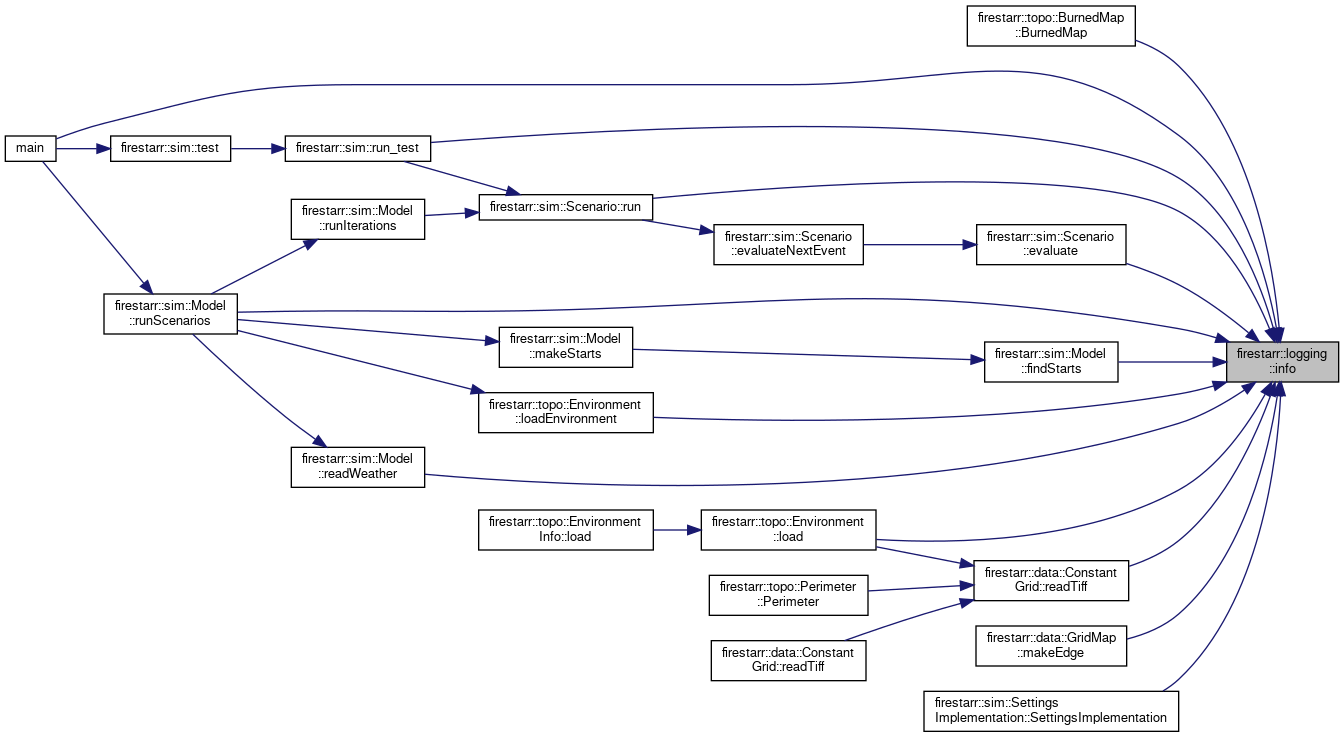 firestarr::topo::BurnedMap
::BurnedMap
main
firestarr::sim::test
firestarr::sim::run_test
firestarr::sim::Model
::runIterations
firestarr::sim::Scenario::run
firestarr::sim::Scenario
::evaluateNextEvent
firestarr::sim::Scenario
::evaluate
firestarr::sim::Model
::runScenarios
firestarr::sim::Model
::makeStarts
firestarr::sim::Model
::findStarts
firestarr::logging
::info
firestarr::topo::Environment
::loadEnvironment
firestarr::sim::Model
::readWeather
firestarr::topo::Environment
Info::load
firestarr::topo::Environment
::load
firestarr::data::Constant
Grid::readTiff
firestarr::topo::Perimeter
::Perimeter
firestarr::data::Constant
Grid::readTiff
firestarr::data::GridMap
::makeEdge
firestarr::sim::Settings
Implementation::SettingsImplementation